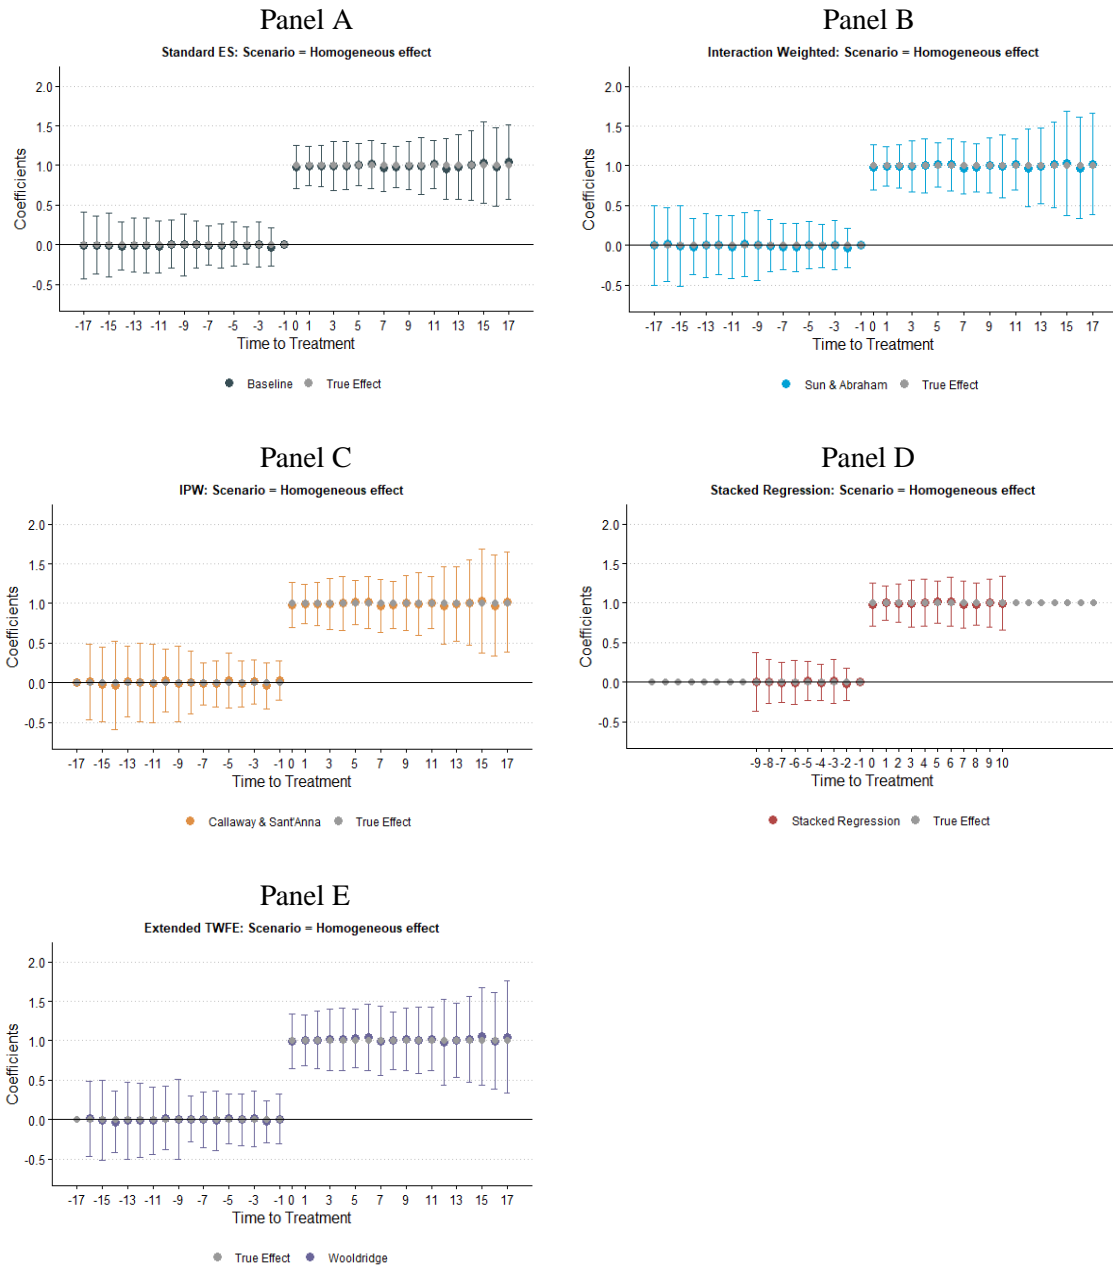 Panel A
Standard ES: Scenario = Homogeneous effect
Coefficients
2.0
1.5
1.0
0.5
0.0
-0.5
-17 -15 -13 -11 -9 -7 -5 -3 -1 0 1 3 5 7 9 11 13 15 17
Time to Treatment
Baseline True Effect
Panel B
Interaction Weighted: Scenario = Homogeneous effect
Coefficients
2.0
1.5
1.0
0.5
0.0
-0.5
-17 -15 -13 -11 -9 -7 -5 -3 -1 0 1 3 5 7 9 11 13 15 17
Time to Treatment
Sun & Abraham True Effect
Panel C
IPW: Scenario = Homogeneous effect
Coefficients
2.0
1.5
1.0
0.5
0.0
-0.5
-17 -15 -13 -11 -9 -7 -5 -3 -1 0 1 3 5 7 9 11 13 15 17
Time to Treatment
Callaway & Sant'Anna True Effect
Panel D
Stacked Regression: Scenario = Homogeneous effect
Coefficients
2.0
1.5
1.0
0.5
0.0
-0.5
-9 -8 -7 -6 -5 -4 -3 -2 -1 0 1 2 3 4 5 6 7 8 9 10
Time to Treatment
Stacked Regression True Effect
Panel E
Extended TWFE: Scenario = Homogeneous effect
Coefficients
2.0
1.5
1.0
0.5
0.0
-0.5
-17 -15 -13 -11 -9 -7 -5 -3 -1 0 1 3 5 7 9 11 13 15 17
Time to Treatment
True Effect Wooldridge